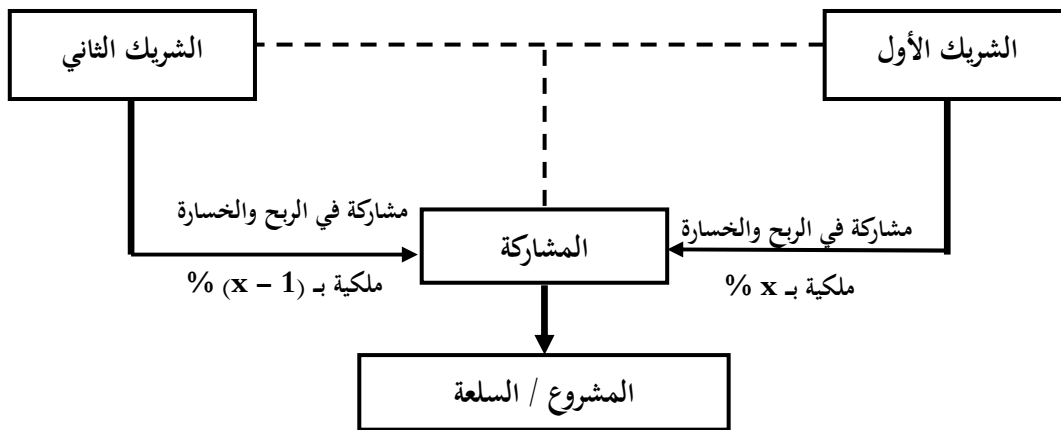 الشريك الأول
الشريك الثاني
مشاركة في الربح والخسارة
ملكية بـ x %
المشاركة
مشاركة في الربح والخسارة
ملكية بـ (x – 1) %
المشروع / السلعة